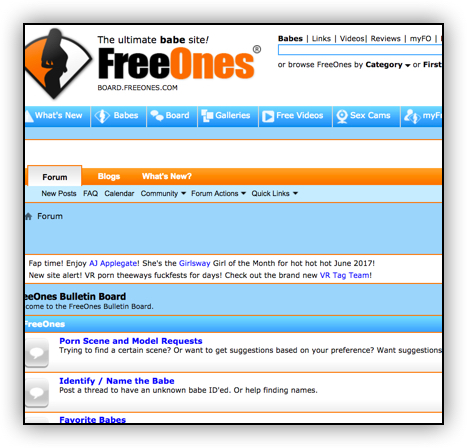 The ultimate babe site!
FreeOnes®
BOARD.FREEONES.COM
Babes | Links | Videos| Reviews | myFO |
or browse FreeOnes by Category or First
What's New Babes Board Galleries Free Videos Sex Cams myFr
Forum Blogs What's New?
New Posts FAQ Calendar Community Forum Actions Quick Links
Forum
Fap time! Enjoy AJ Applegate! She's the Girlsway Girl of the Month for hot hot hot June 2017!
New site alert! VR porn theeways fuckfests for days! Check out the brand new VR Tag Team!
eeOnes Bulletin Board
come to the FreeOnes Bulletin Board.
FreeOnes
Porn Scene and Model Requests
Trying to find a certain scene? Or want to get suggestions based on your preference? Want suggestions
Identify / Name the Babe
Post a thread to have an unknown babe ID'ed. Or help finding names.
Favorite Babes